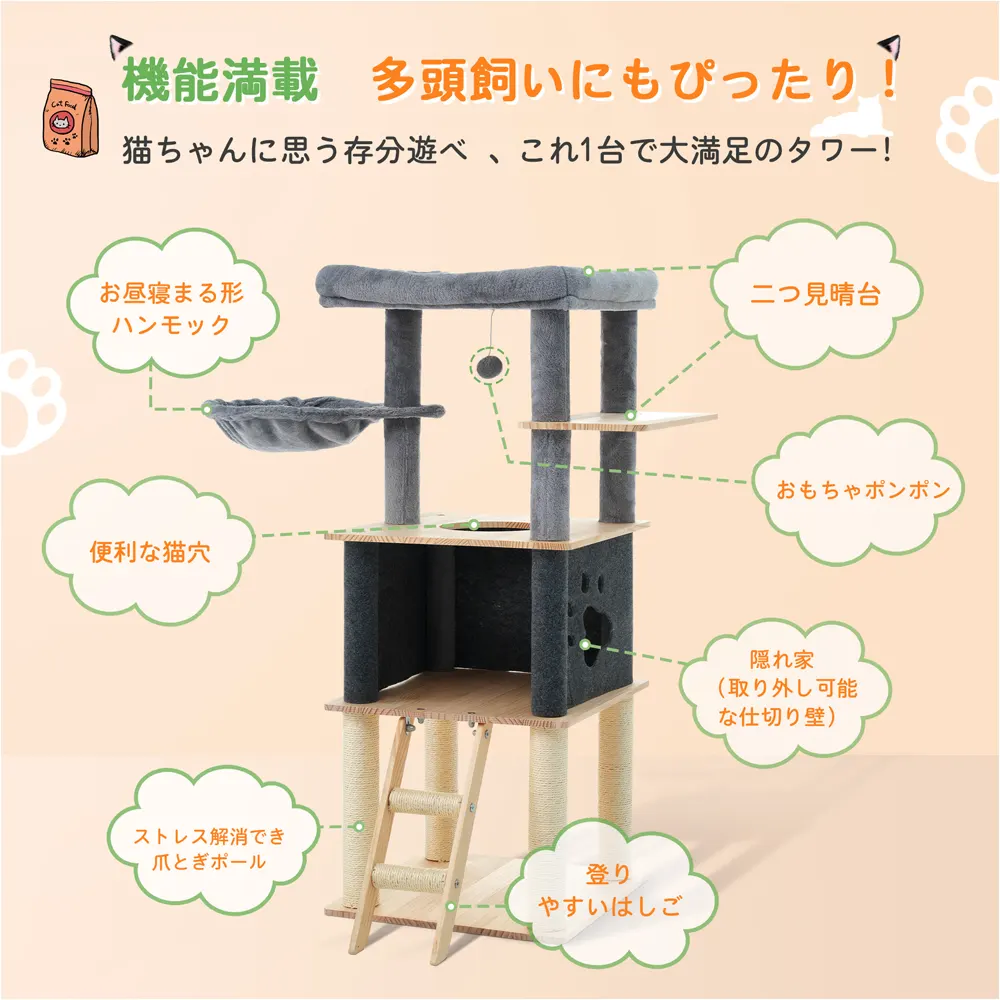 機能満載　多頭飼いにもぴったり！
Cat Food
猫ちゃんに思う存分遊べ 、これ1台で大満足のタワー！
お昼寝まる形
ハンモック
二つ見晴台
おもちゃポンポン
便利な猫穴
隠れ家
（取り外し可能
な仕切り壁）
ストレス解消でき
爪とぎポール
登り
やすいはしご